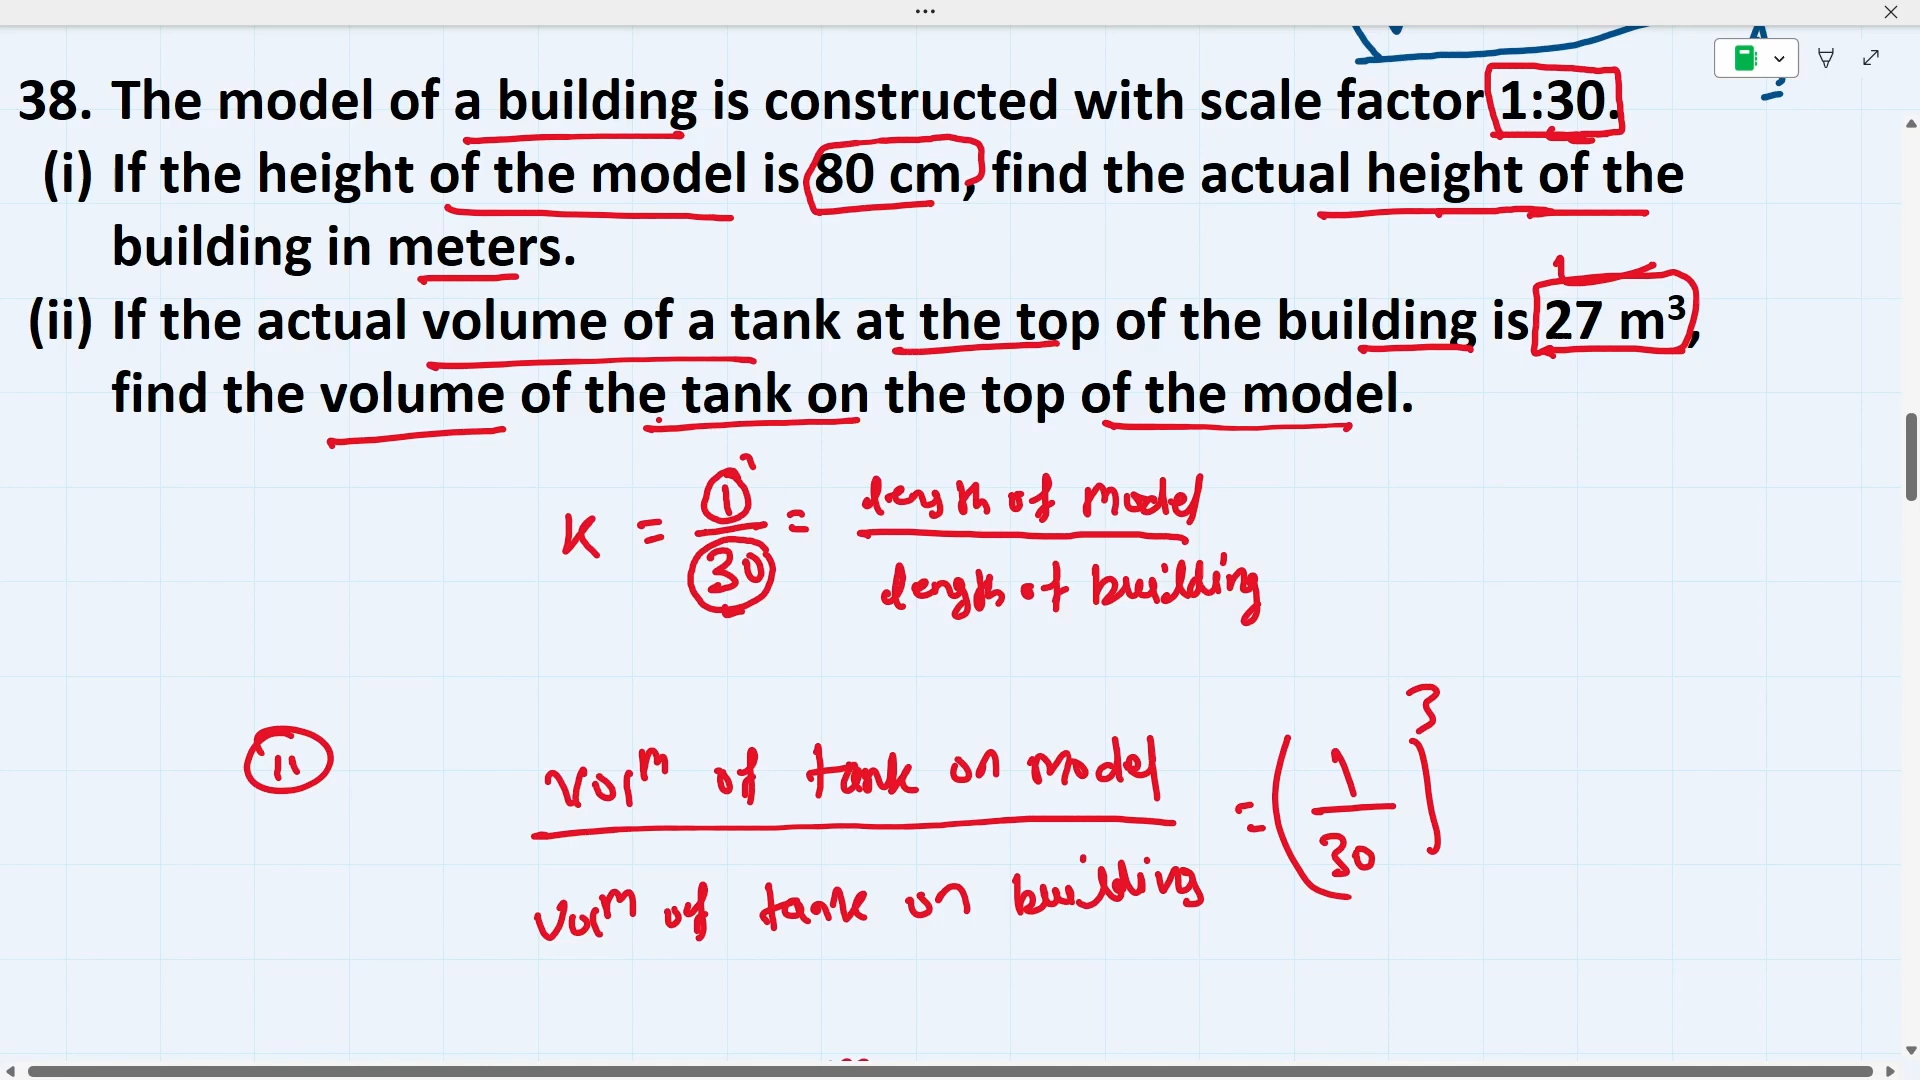 38. The model of a building is constructed with scale factor 1:30.
(i) If the height of the model is 80 cm, find the actual height of the
building in meters.
(ii) If the actual volume of a tank at the top of the building is 27 m³,
find the volume of the tank on the top of the model.
K = 1/30 = length of model / length of building
(ii)
Volm of tank on model / Volm of tank on building = (1/30)³